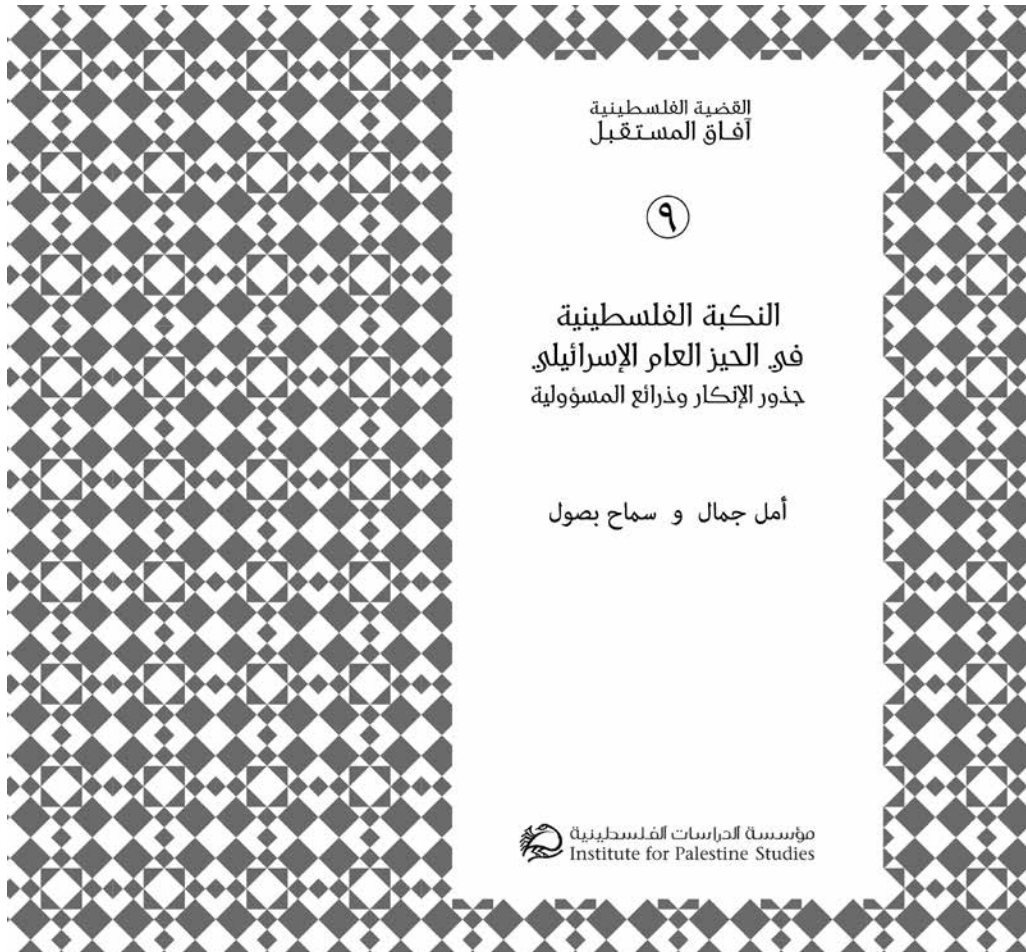 القضية الفلسطينية
آفاق المستقبل
٩
النكبة الفلسطينية
في الحيز العام الإسرائيلي
جذور الإنكار وذرائع المسؤولية
أمل جمال و سماح بصول
مؤسسة الدراسات الفلسطينية
Institute for Palestine Studies